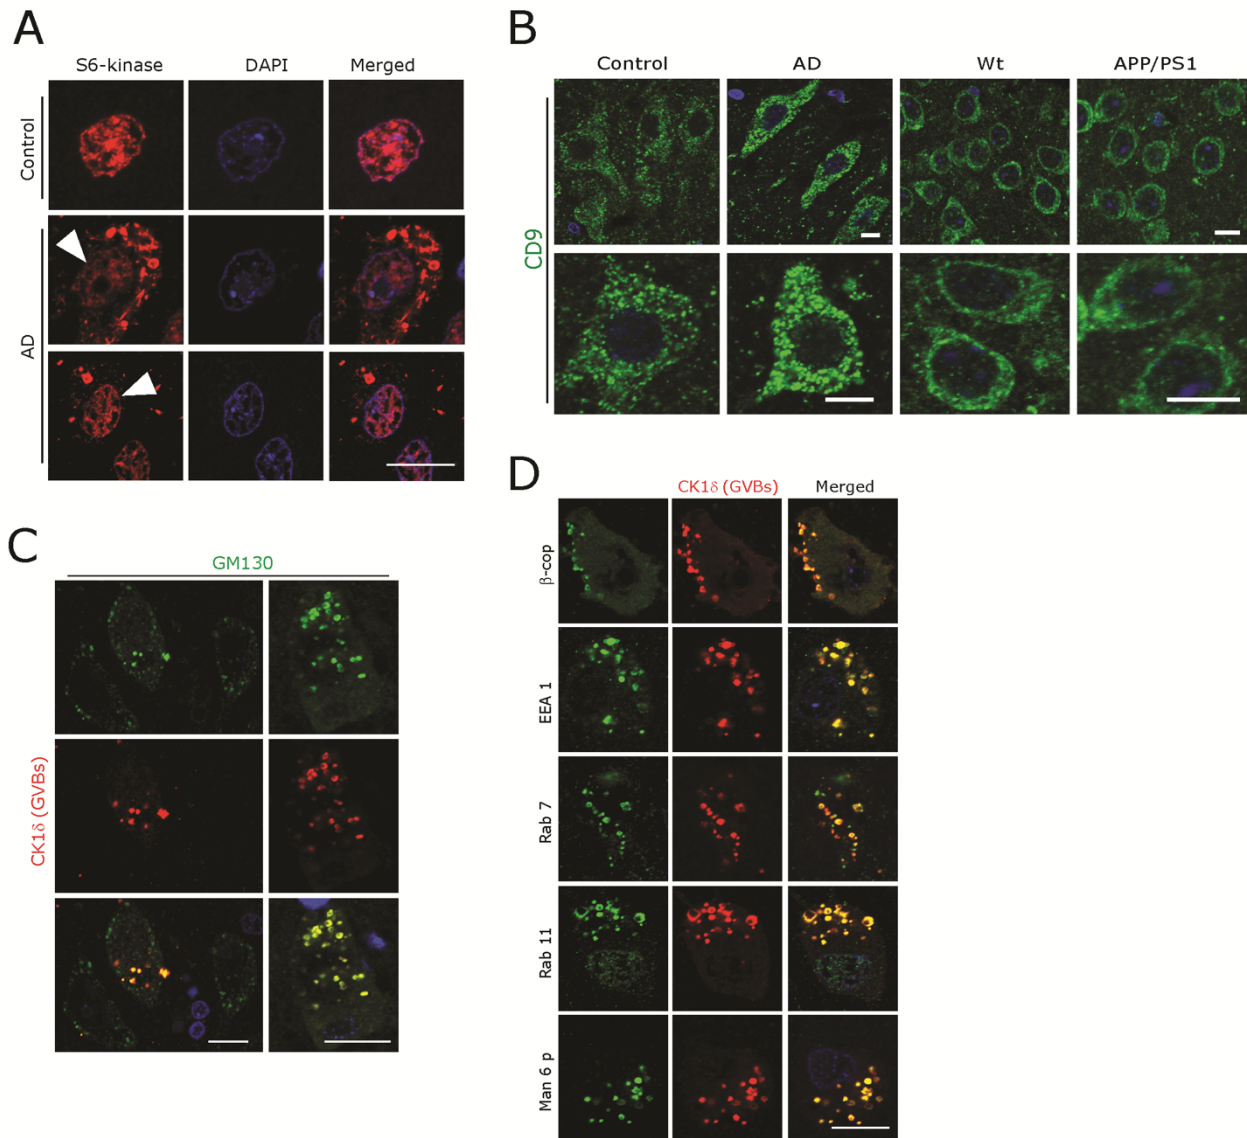 A
S6-kinase DAPI Merged
Control
AD
B
Control AD Wt APP/PS1
CD9
C
GM130
CK1δ (GVBs)
D
CK1δ (GVBs) Merged
β-cop
EEA 1
Rab 7
Rab 11
Man 6 p